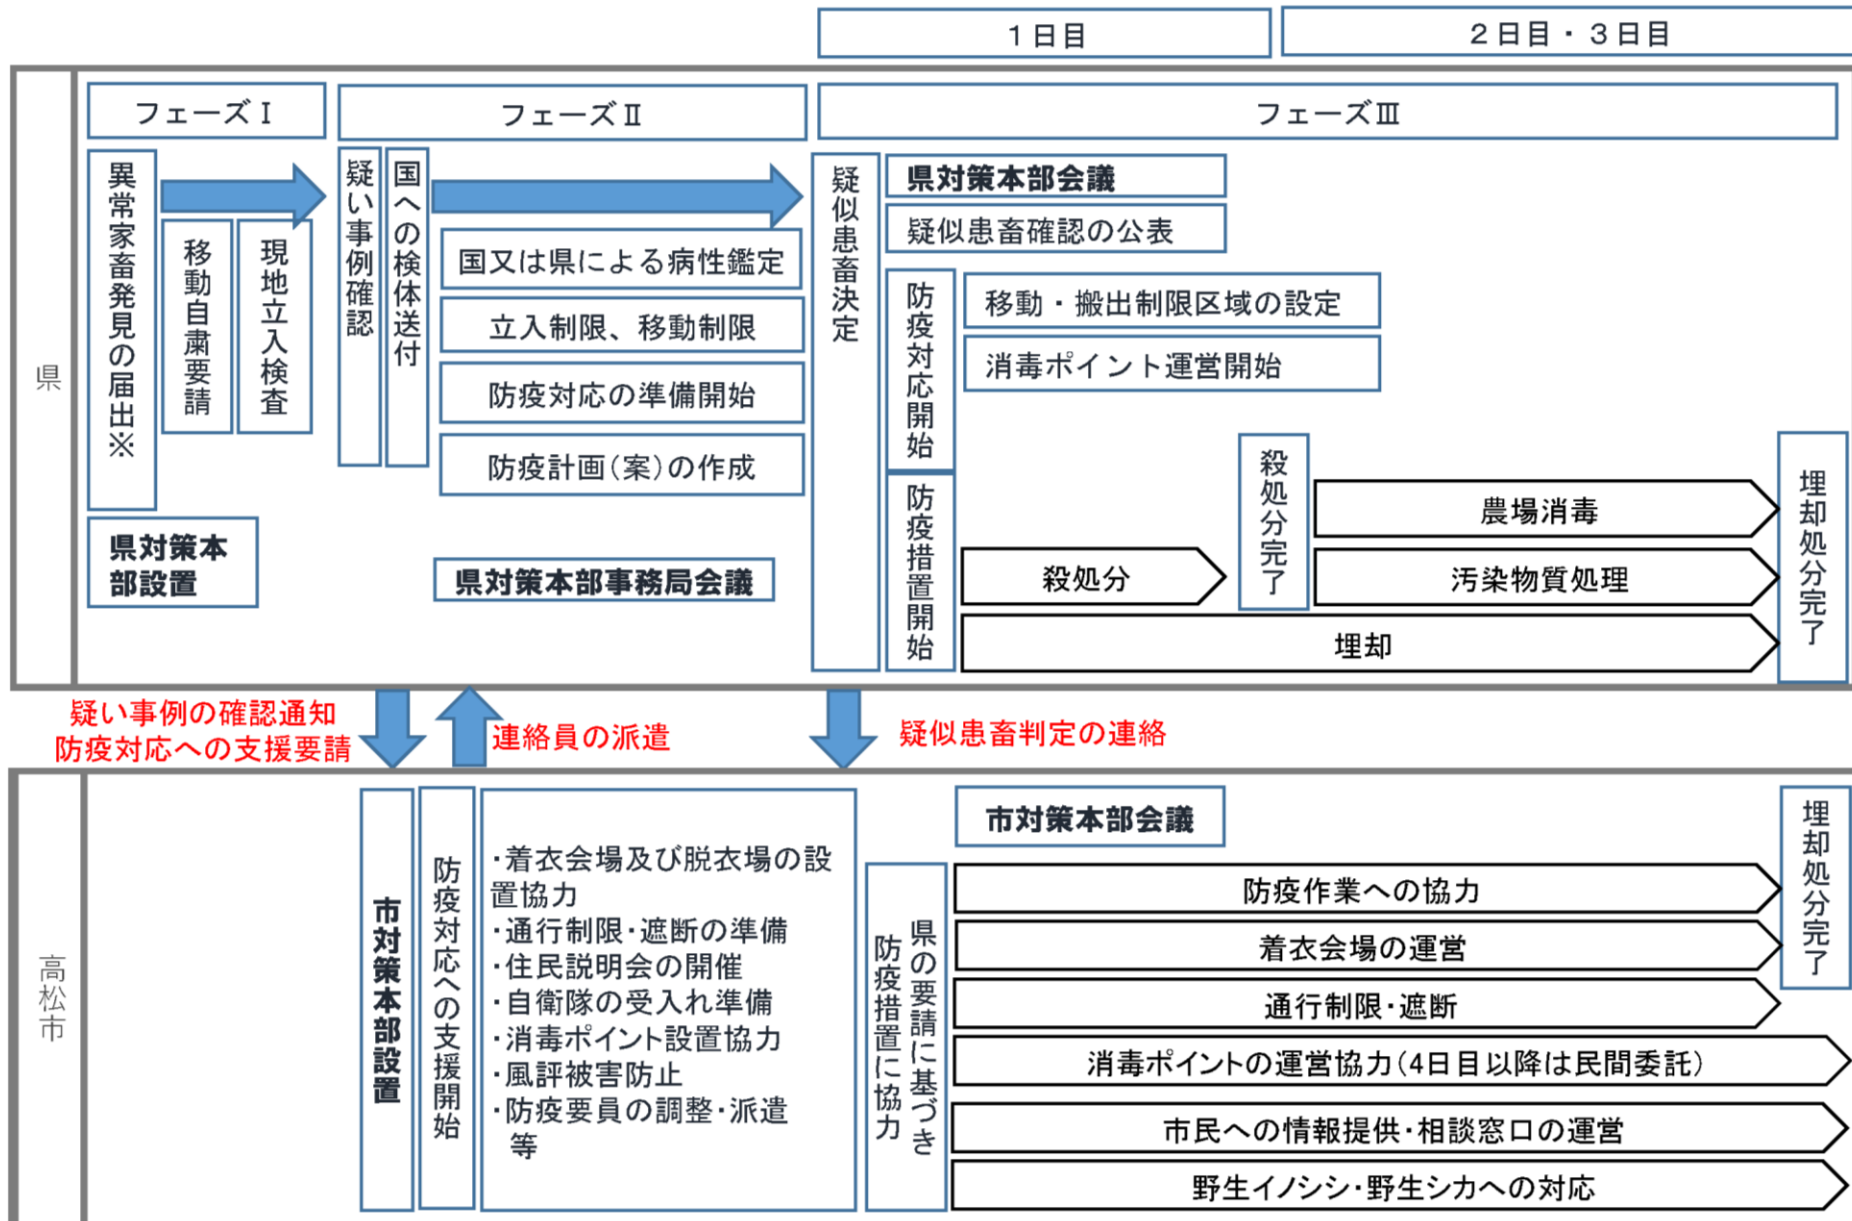 １日目
２日目・３日目
県
フェーズⅠ
フェーズⅡ
フェーズⅢ
異常家畜発見の届出※
移動自粛要請
現地立入検査
県対策本
部設置
疑い事例確認
国への検体送付
国又は県による病性鑑定
立入制限、移動制限
防疫対応の準備開始
防疫計画(案)の作成
県対策本部事務局会議
疑似患畜決定
県対策本部会議
疑似患畜確認の公表
防疫対応開始
移動・搬出制限区域の設定
消毒ポイント運営開始
防疫措置開始
殺処分
殺処分完了
農場消毒
汚染物質処理
埋却
埋却処分完了
疑い事例の確認通知
防疫対応への支援要請
連絡員の派遣
疑似患畜判定の連絡
高松市
市対策本部設置
防疫対応への支援開始
・着衣会場及び脱衣場の設
置協力
・通行制限・遮断の準備
・住民説明会の開催
・自衛隊の受入れ準備
・消毒ポイント設置協力
・風評被害防止
・防疫要員の調整・派遣
等
県の要請に基づき
防疫措置に協力
市対策本部会議
防疫作業への協力
着衣会場の運営
通行制限・遮断
消毒ポイントの運営協力(4日目以降は民間委託)
市民への情報提供・相談窓口の運営
野生イノシシ・野生シカへの対応
埋却処分完了